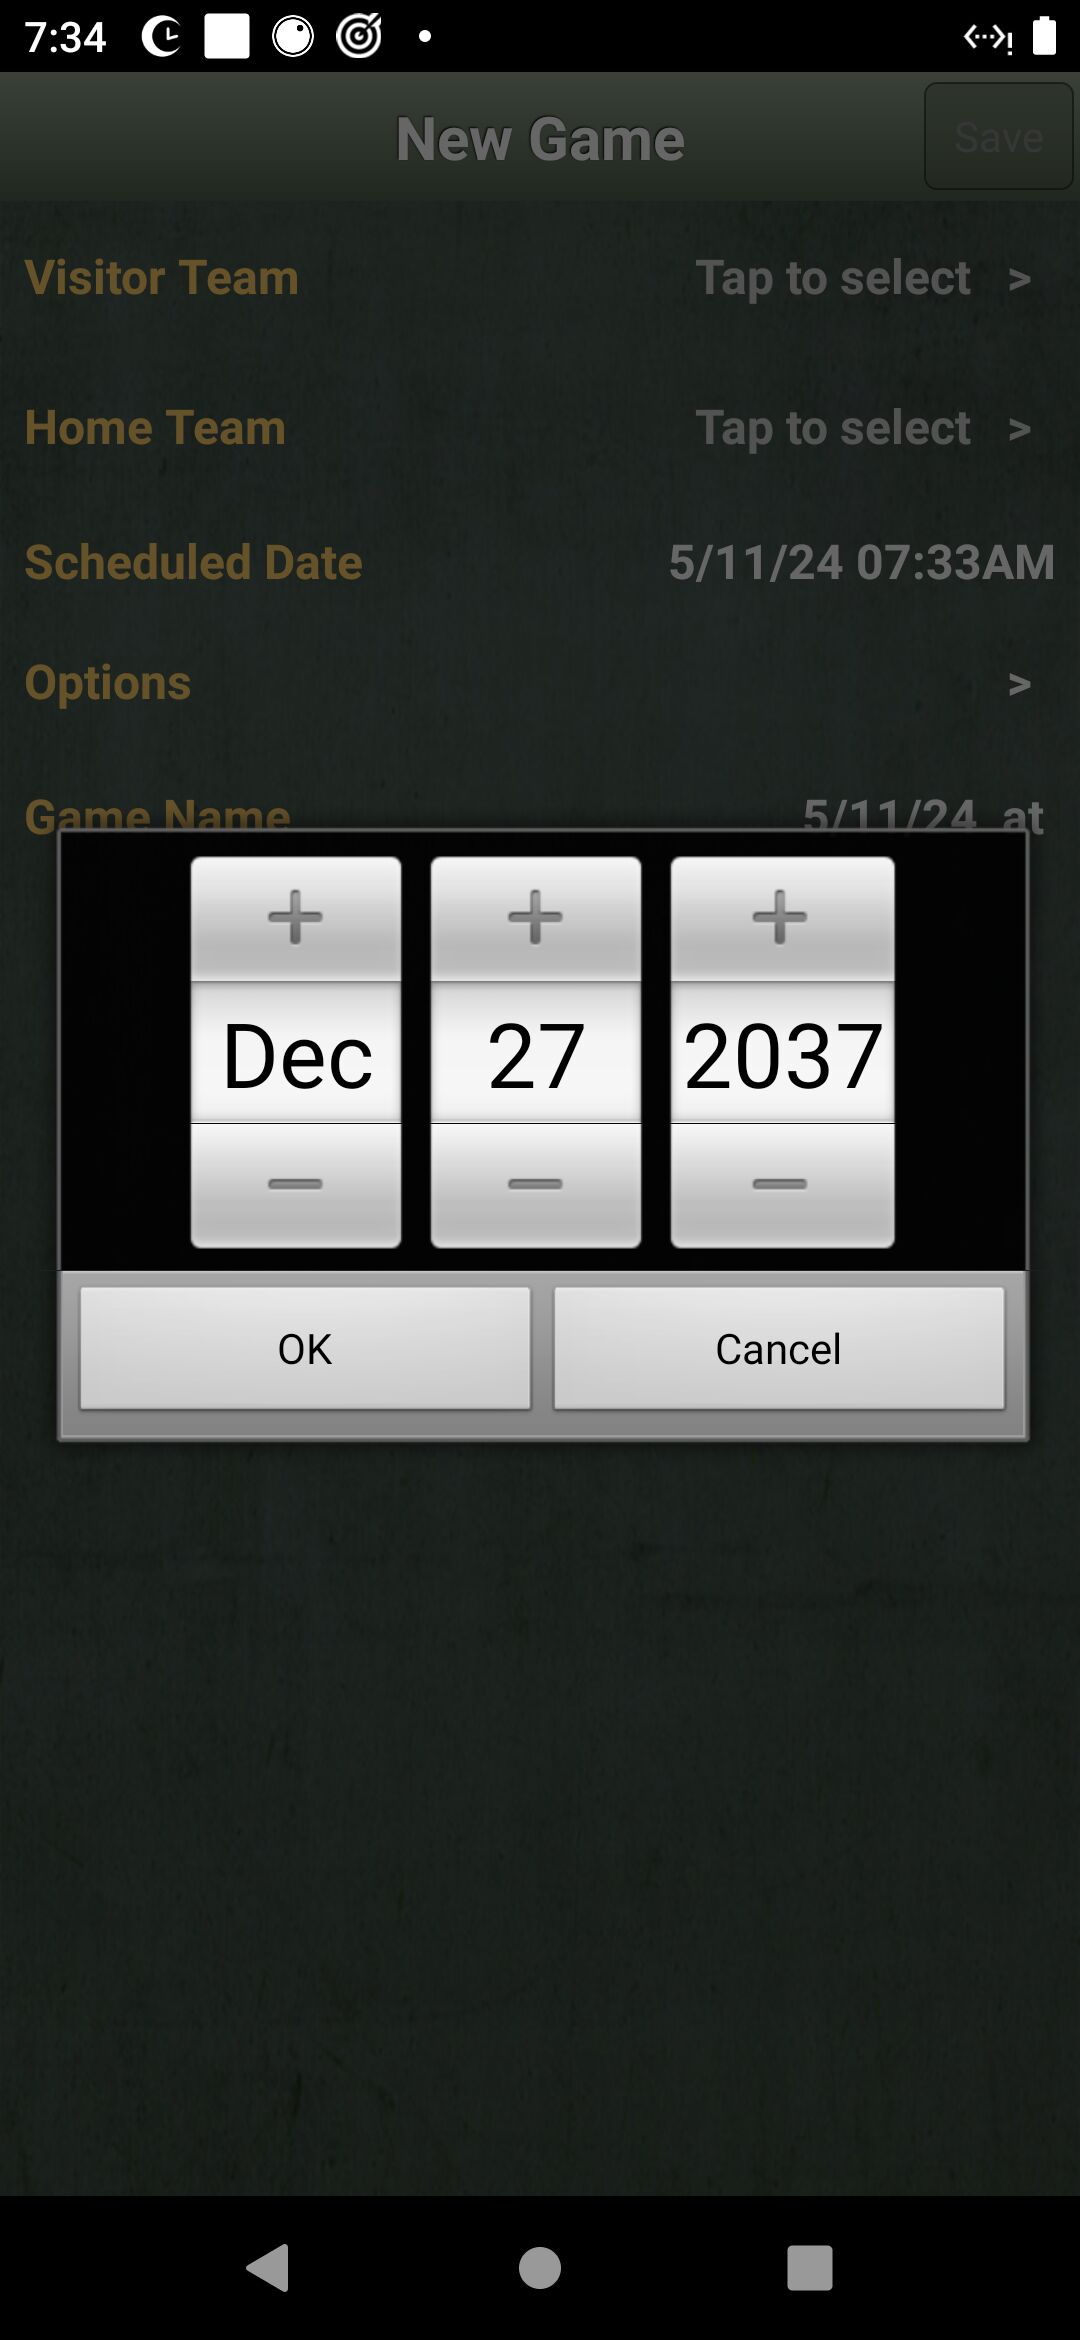 7:34
New Game
Save
Visitor Team Tap to select >
Home Team Tap to select >
Scheduled Date 5/11/24 07:33AM
Options >
Game Name 5/11/24 at
+ + +
Dec 27 2037
− − −
OK Cancel